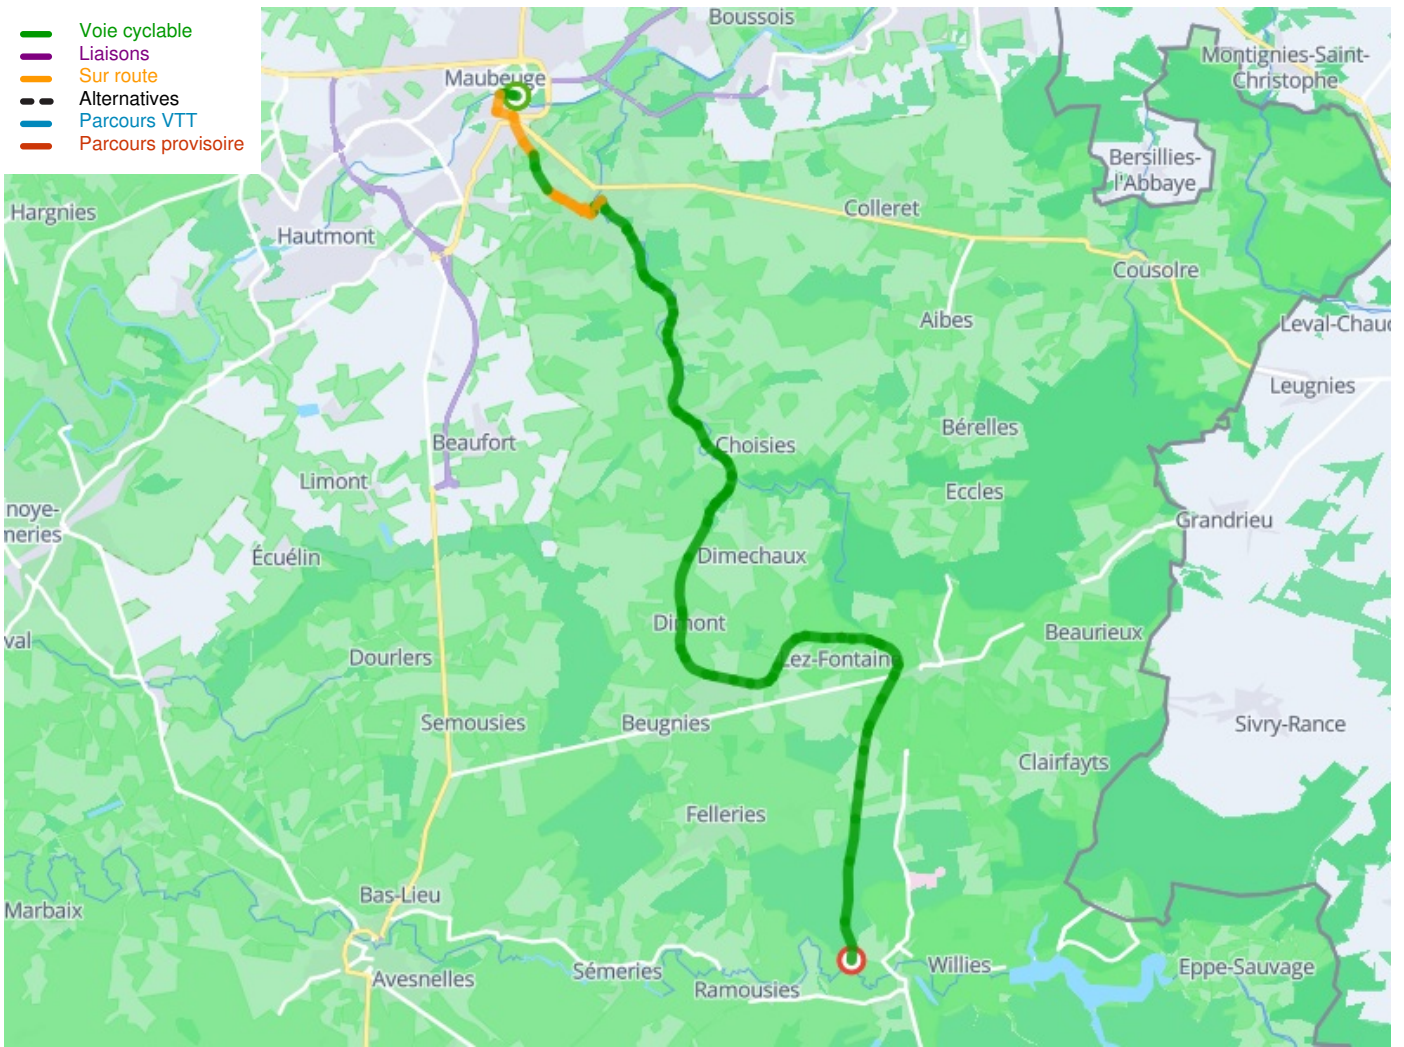 Voie cyclable
Liaisons
Sur route
Alternatives
Parcours VTT
Parcours provisoire
Boussois
Montignies-Saint-
Christophe
Maubeuge
Bersillies-
l'Abbaye
Hargnies
Colleret
Hautmont
Cousolre
Aibes
Leval-Chaud
Leugnies
Beaufort
Choisies
Bérelles
Limont
Eccles
noye-
neries
Grandrieu
Écuélin
Dimechaux
Dimont
Beaurieux
val
Dourlers
Lez-Fontain
Semousies
Beugnies
Sivry-Rance
Clairfayts
Felleries
Bas-Lieu
Marbaix
Avesnelles
Sémeries
Willies
Eppe-Sauvage
Ramousies